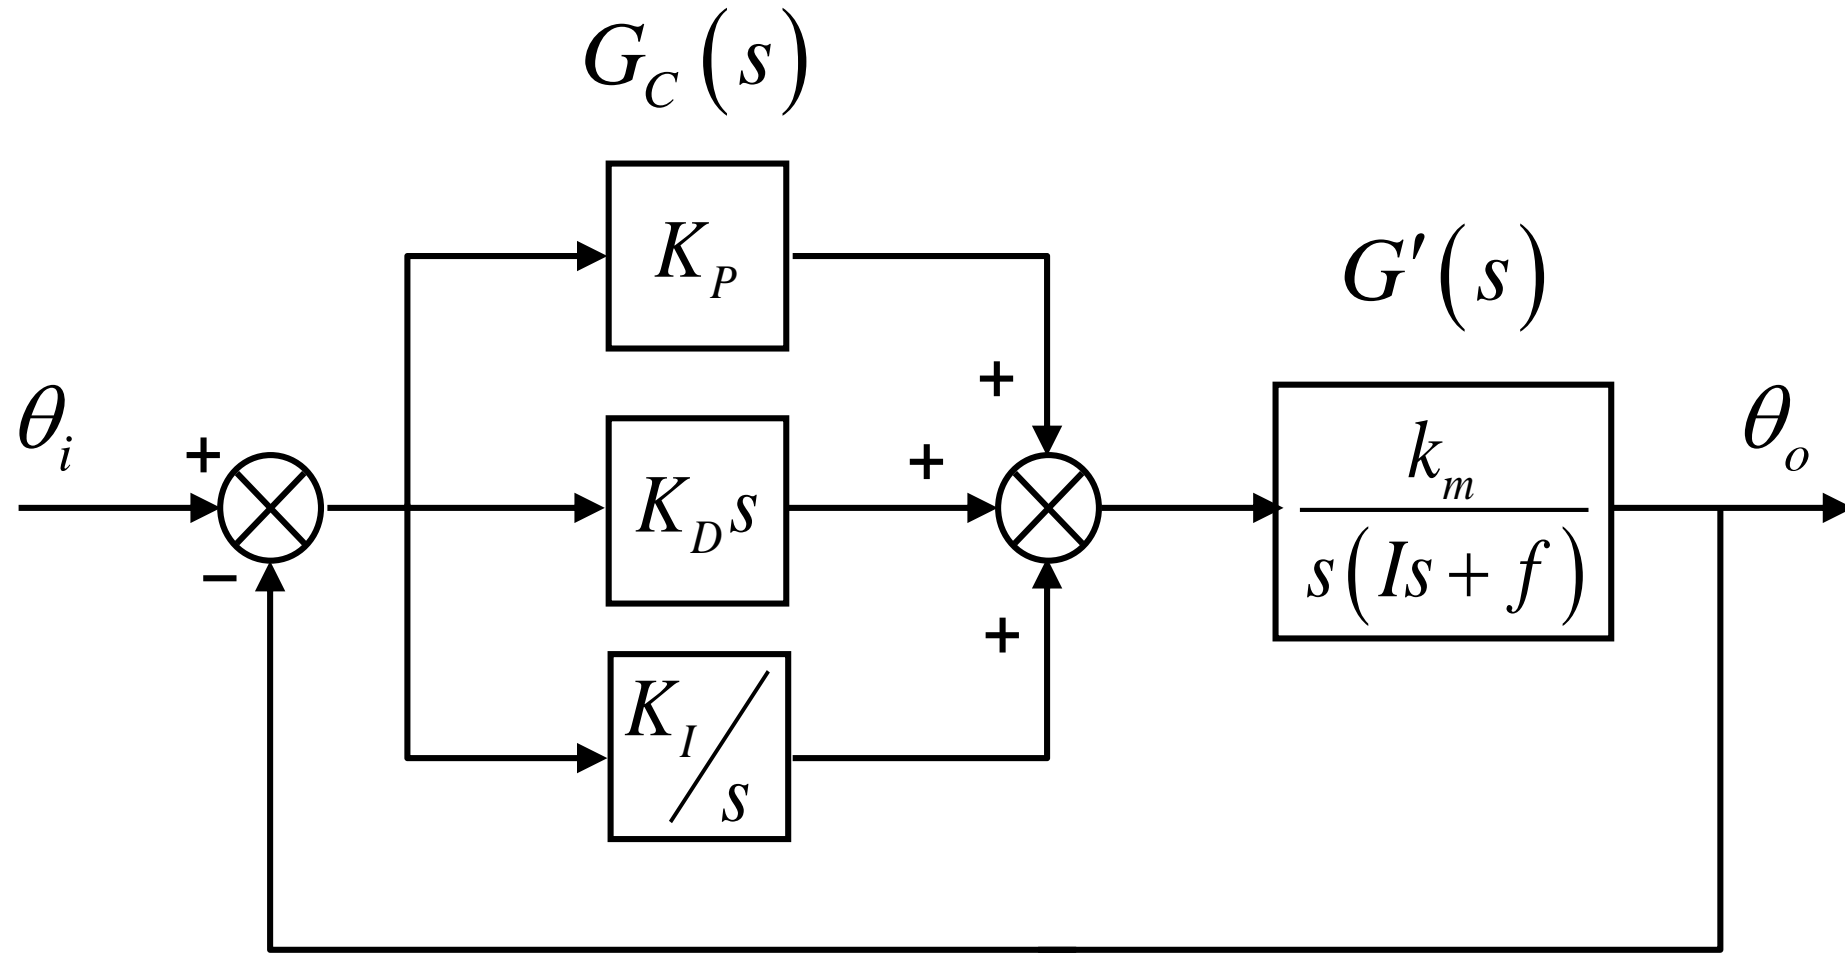 G_C(s)
K_P
G′(s)
θ_i
+
−
K_D s
K_I/s
+
+
+
k_m
s(Is + f)
θ_o